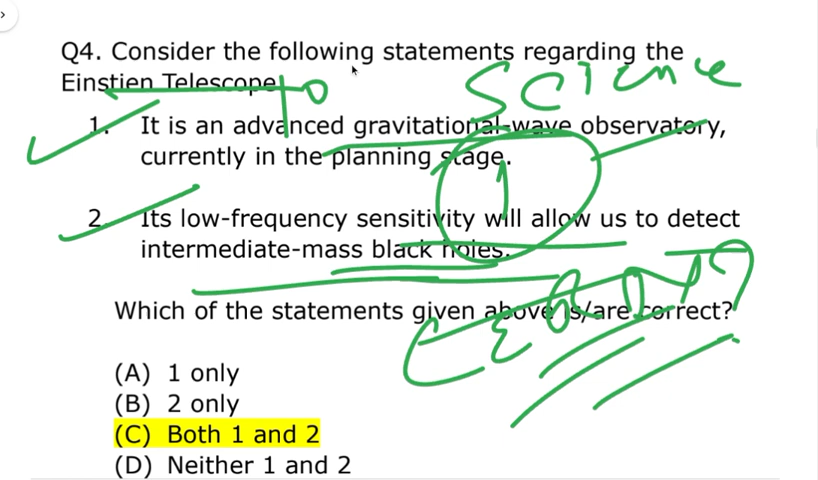 Q4. Consider the following statements regarding the
Einstien Telescope
Science
1. It is an advanced gravitational-wave observatory,
currently in the planning stage.
1
2. Its low-frequency sensitivity will allow us to detect
intermediate-mass black holes.
Which of the statements given above is/are correct?
(A) 1 only
(B) 2 only
(C) Both 1 and 2
(D) Neither 1 and 2